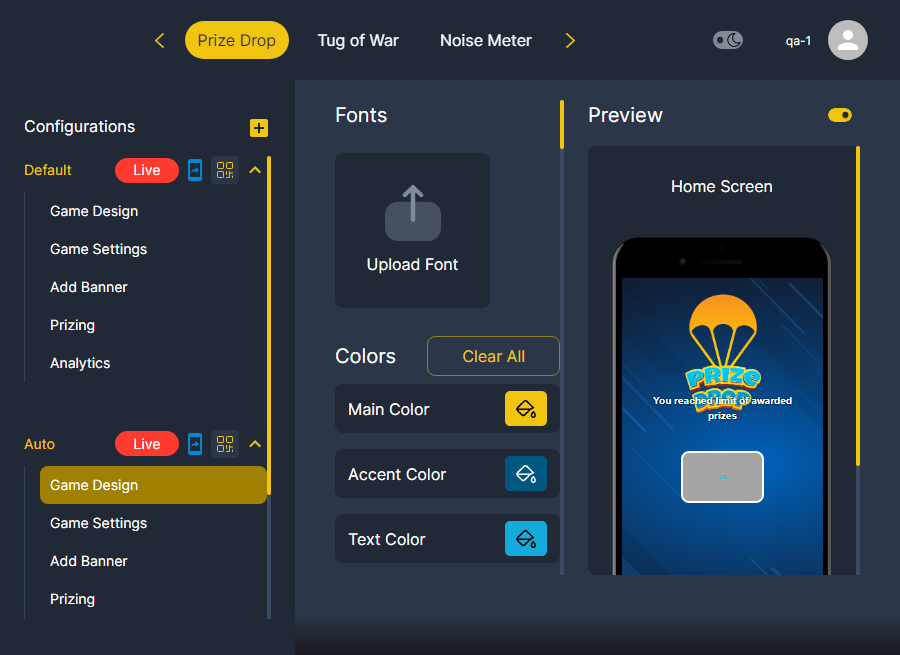 Prize Drop
Tug of War
Noise Meter
qa-1
Configurations
Default
Live
Game Design
Game Settings
Add Banner
Prizing
Analytics
Auto
Live
Game Design
Game Settings
Add Banner
Prizing
Fonts
Upload Font
Colors
Clear All
Main Color
Accent Color
Text Color
Preview
Home Screen
PRIZE
DROP
You reached limit of awarded
prizes